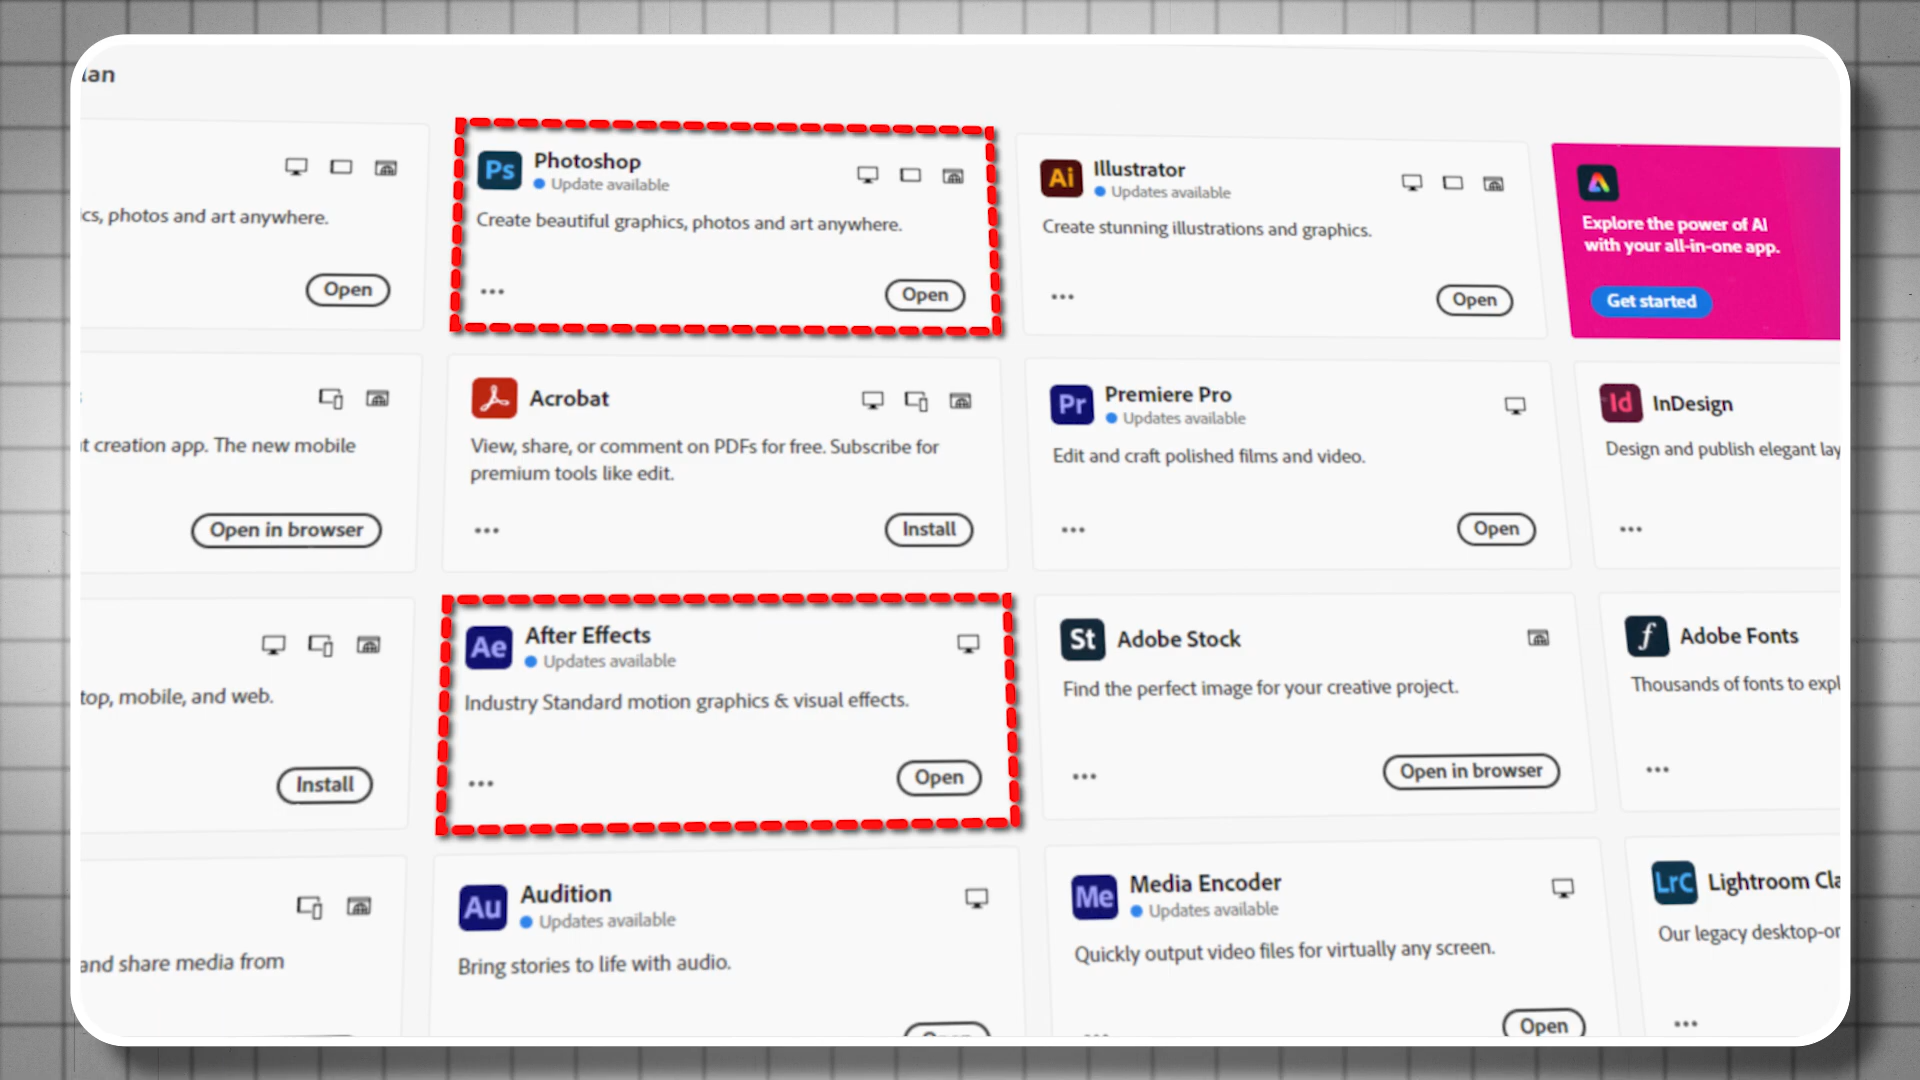 lan
Ps
Photoshop
Update available
Create beautiful graphics, photos and art anywhere.
Open
Ai
Illustrator
Updates available
Create stunning illustrations and graphics.
Open
Explore the power of AI
with your all-in-one app.
Get started
cs, photos and art anywhere.
Open
t creation app. The new mobile
Open in browser
Acrobat
View, share, or comment on PDFs for free. Subscribe for
premium tools like edit.
Install
Pr
Premiere Pro
Updates available
Edit and craft polished films and video.
Open
Id
InDesign
Design and publish elegant lay
top, mobile, and web.
Install
Ae
After Effects
Updates available
Industry Standard motion graphics & visual effects.
Open
St
Adobe Stock
Find the perfect image for your creative project.
Open in browser
f
Adobe Fonts
Thousands of fonts to expl
and share media from
Au
Audition
Updates available
Bring stories to life with audio.
Me
Media Encoder
Updates available
Quickly output video files for virtually any screen.
Open
LrC
Lightroom Cla
Our legacy desktop-or